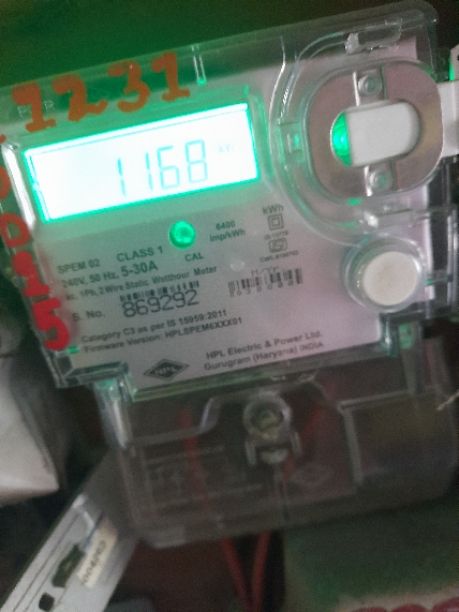 1231
1168
6400
imp/kWh
kWh
CAL
SPEM 02 CLASS 1
240V, 50 Hz. 5-30A
ac. 1Ph, 2 Wire Static Watthour Meter
S. No. 869292
Category C3 as per IS 15959:2011
Firmware Version: HPLSPEM6XXX01
HPL
HPL Electric & Power Ltd.
Gurugram (Haryana) INDIA